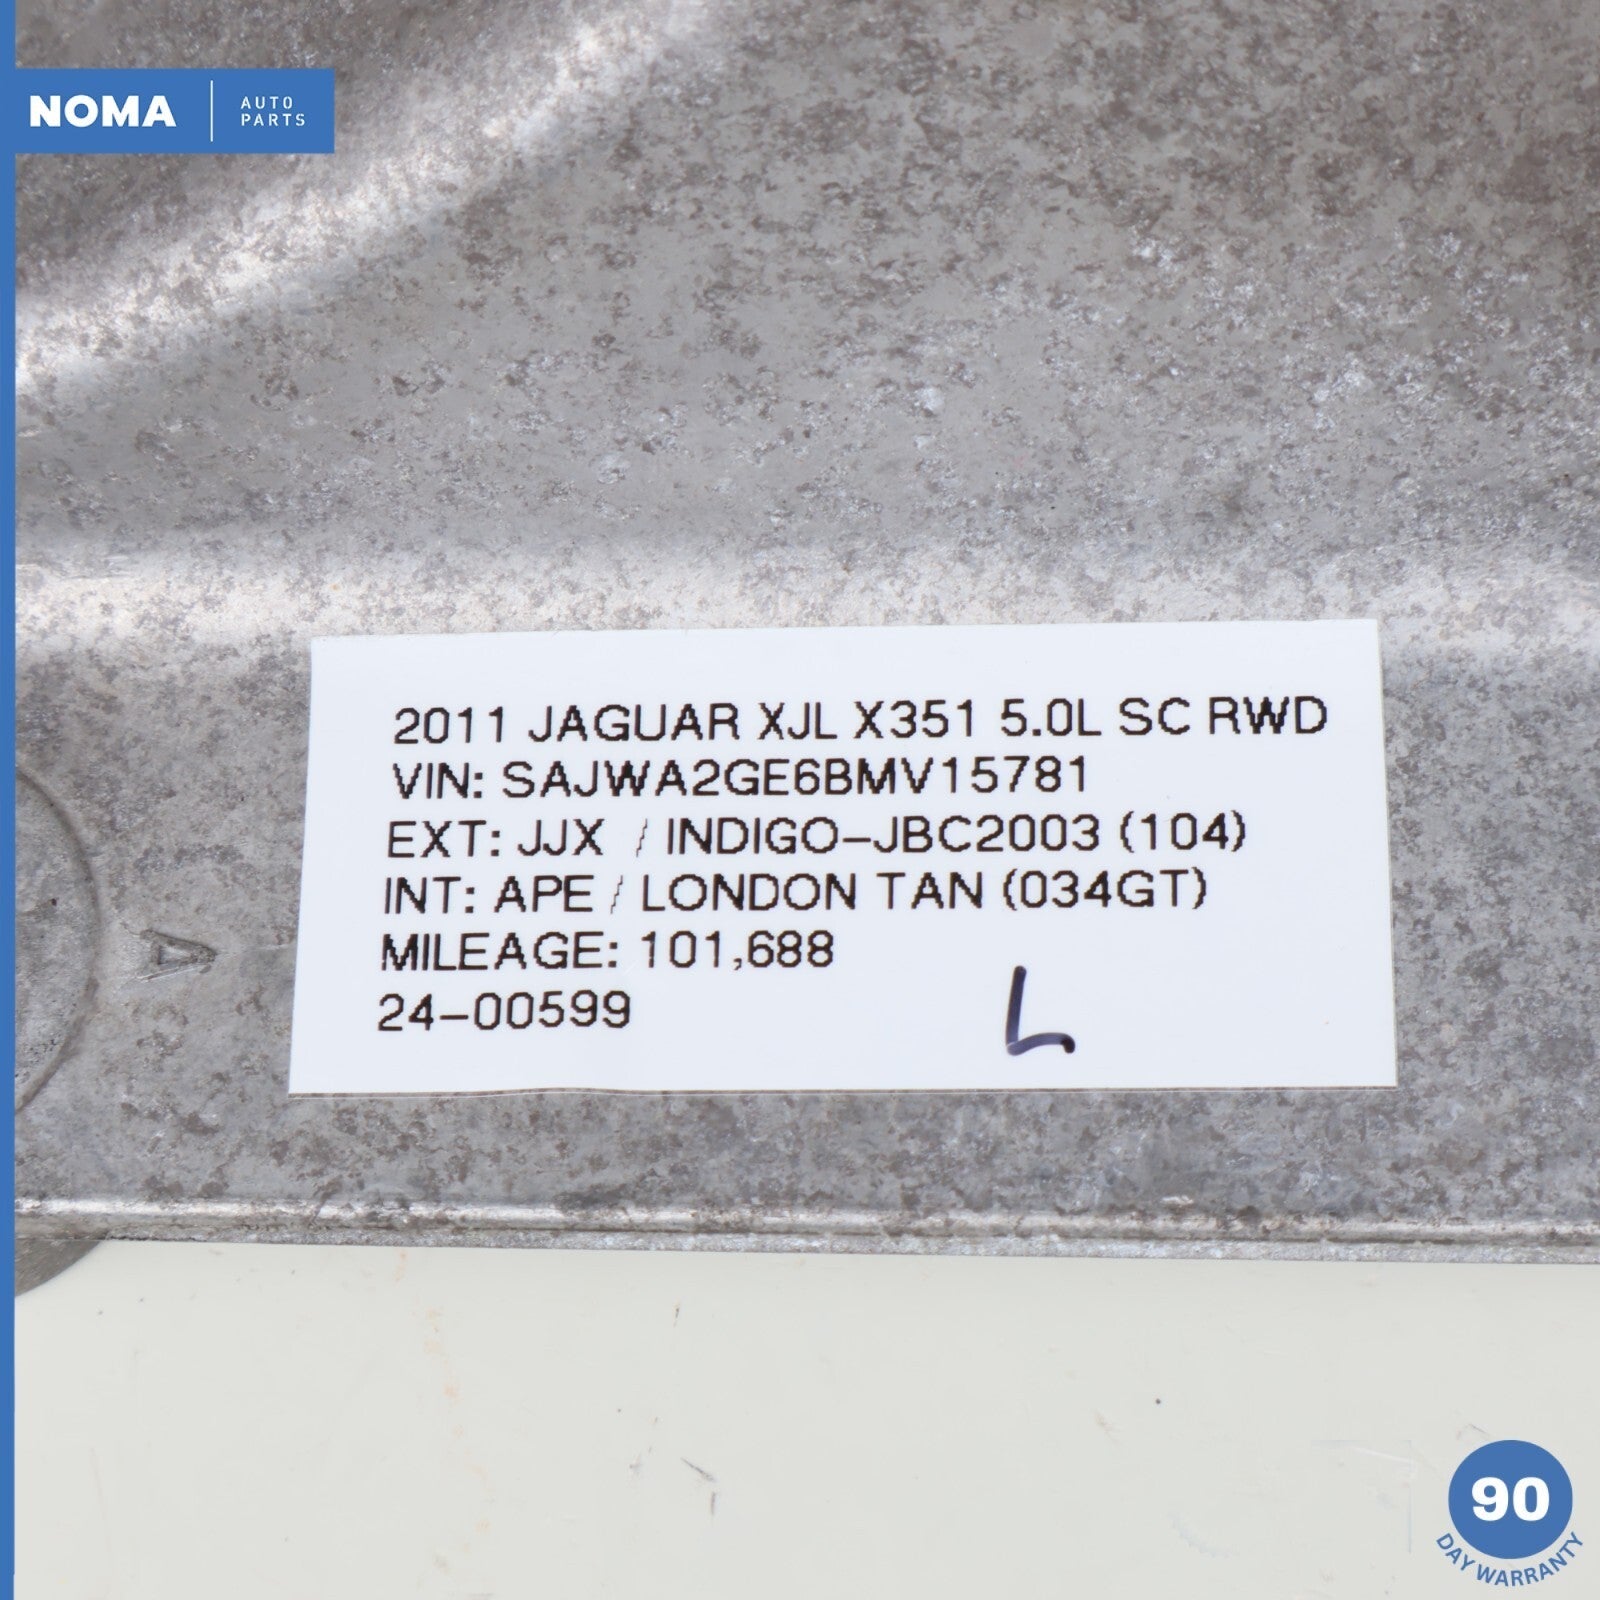 NOMA
AUTO
PARTS
2011 JAGUAR XJL X351 5.0L SC RWD
VIN: SAJWA2GE6BMV15781
EXT: JJX / INDIGO-JBC2003 (104)
INT: APE / LONDON TAN (034GT)
MILEAGE: 101,688
24-00599
L
A
90
DAY WARRANTY